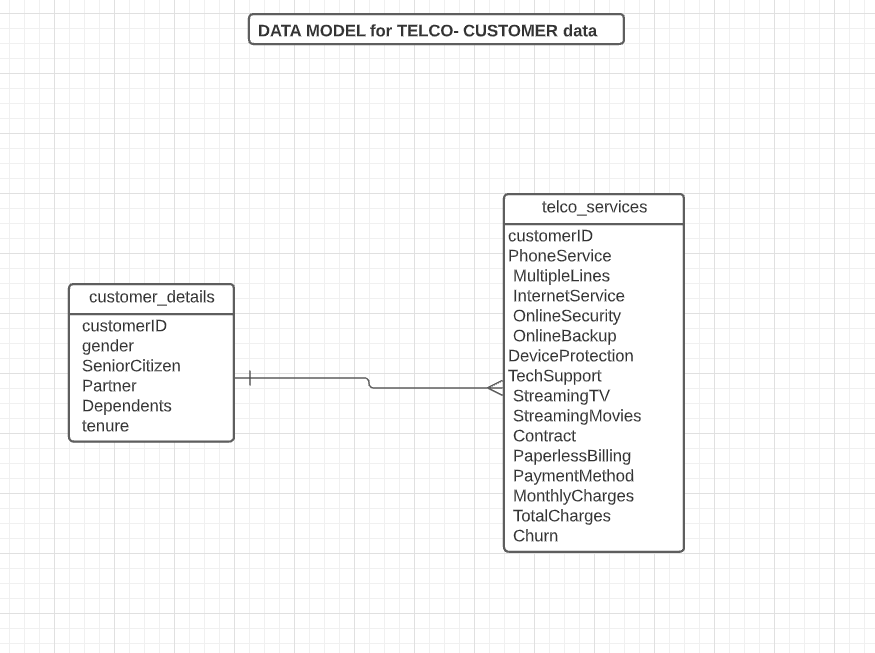 DATA MODEL for TELCO- CUSTOMER data
customer_details
customerID
gender
SeniorCitizen
Partner
Dependents
tenure
telco_services
customerID
PhoneService
MultipleLines
InternetService
OnlineSecurity
OnlineBackup
DeviceProtection
TechSupport
StreamingTV
StreamingMovies
Contract
PaperlessBilling
PaymentMethod
MonthlyCharges
TotalCharges
Churn